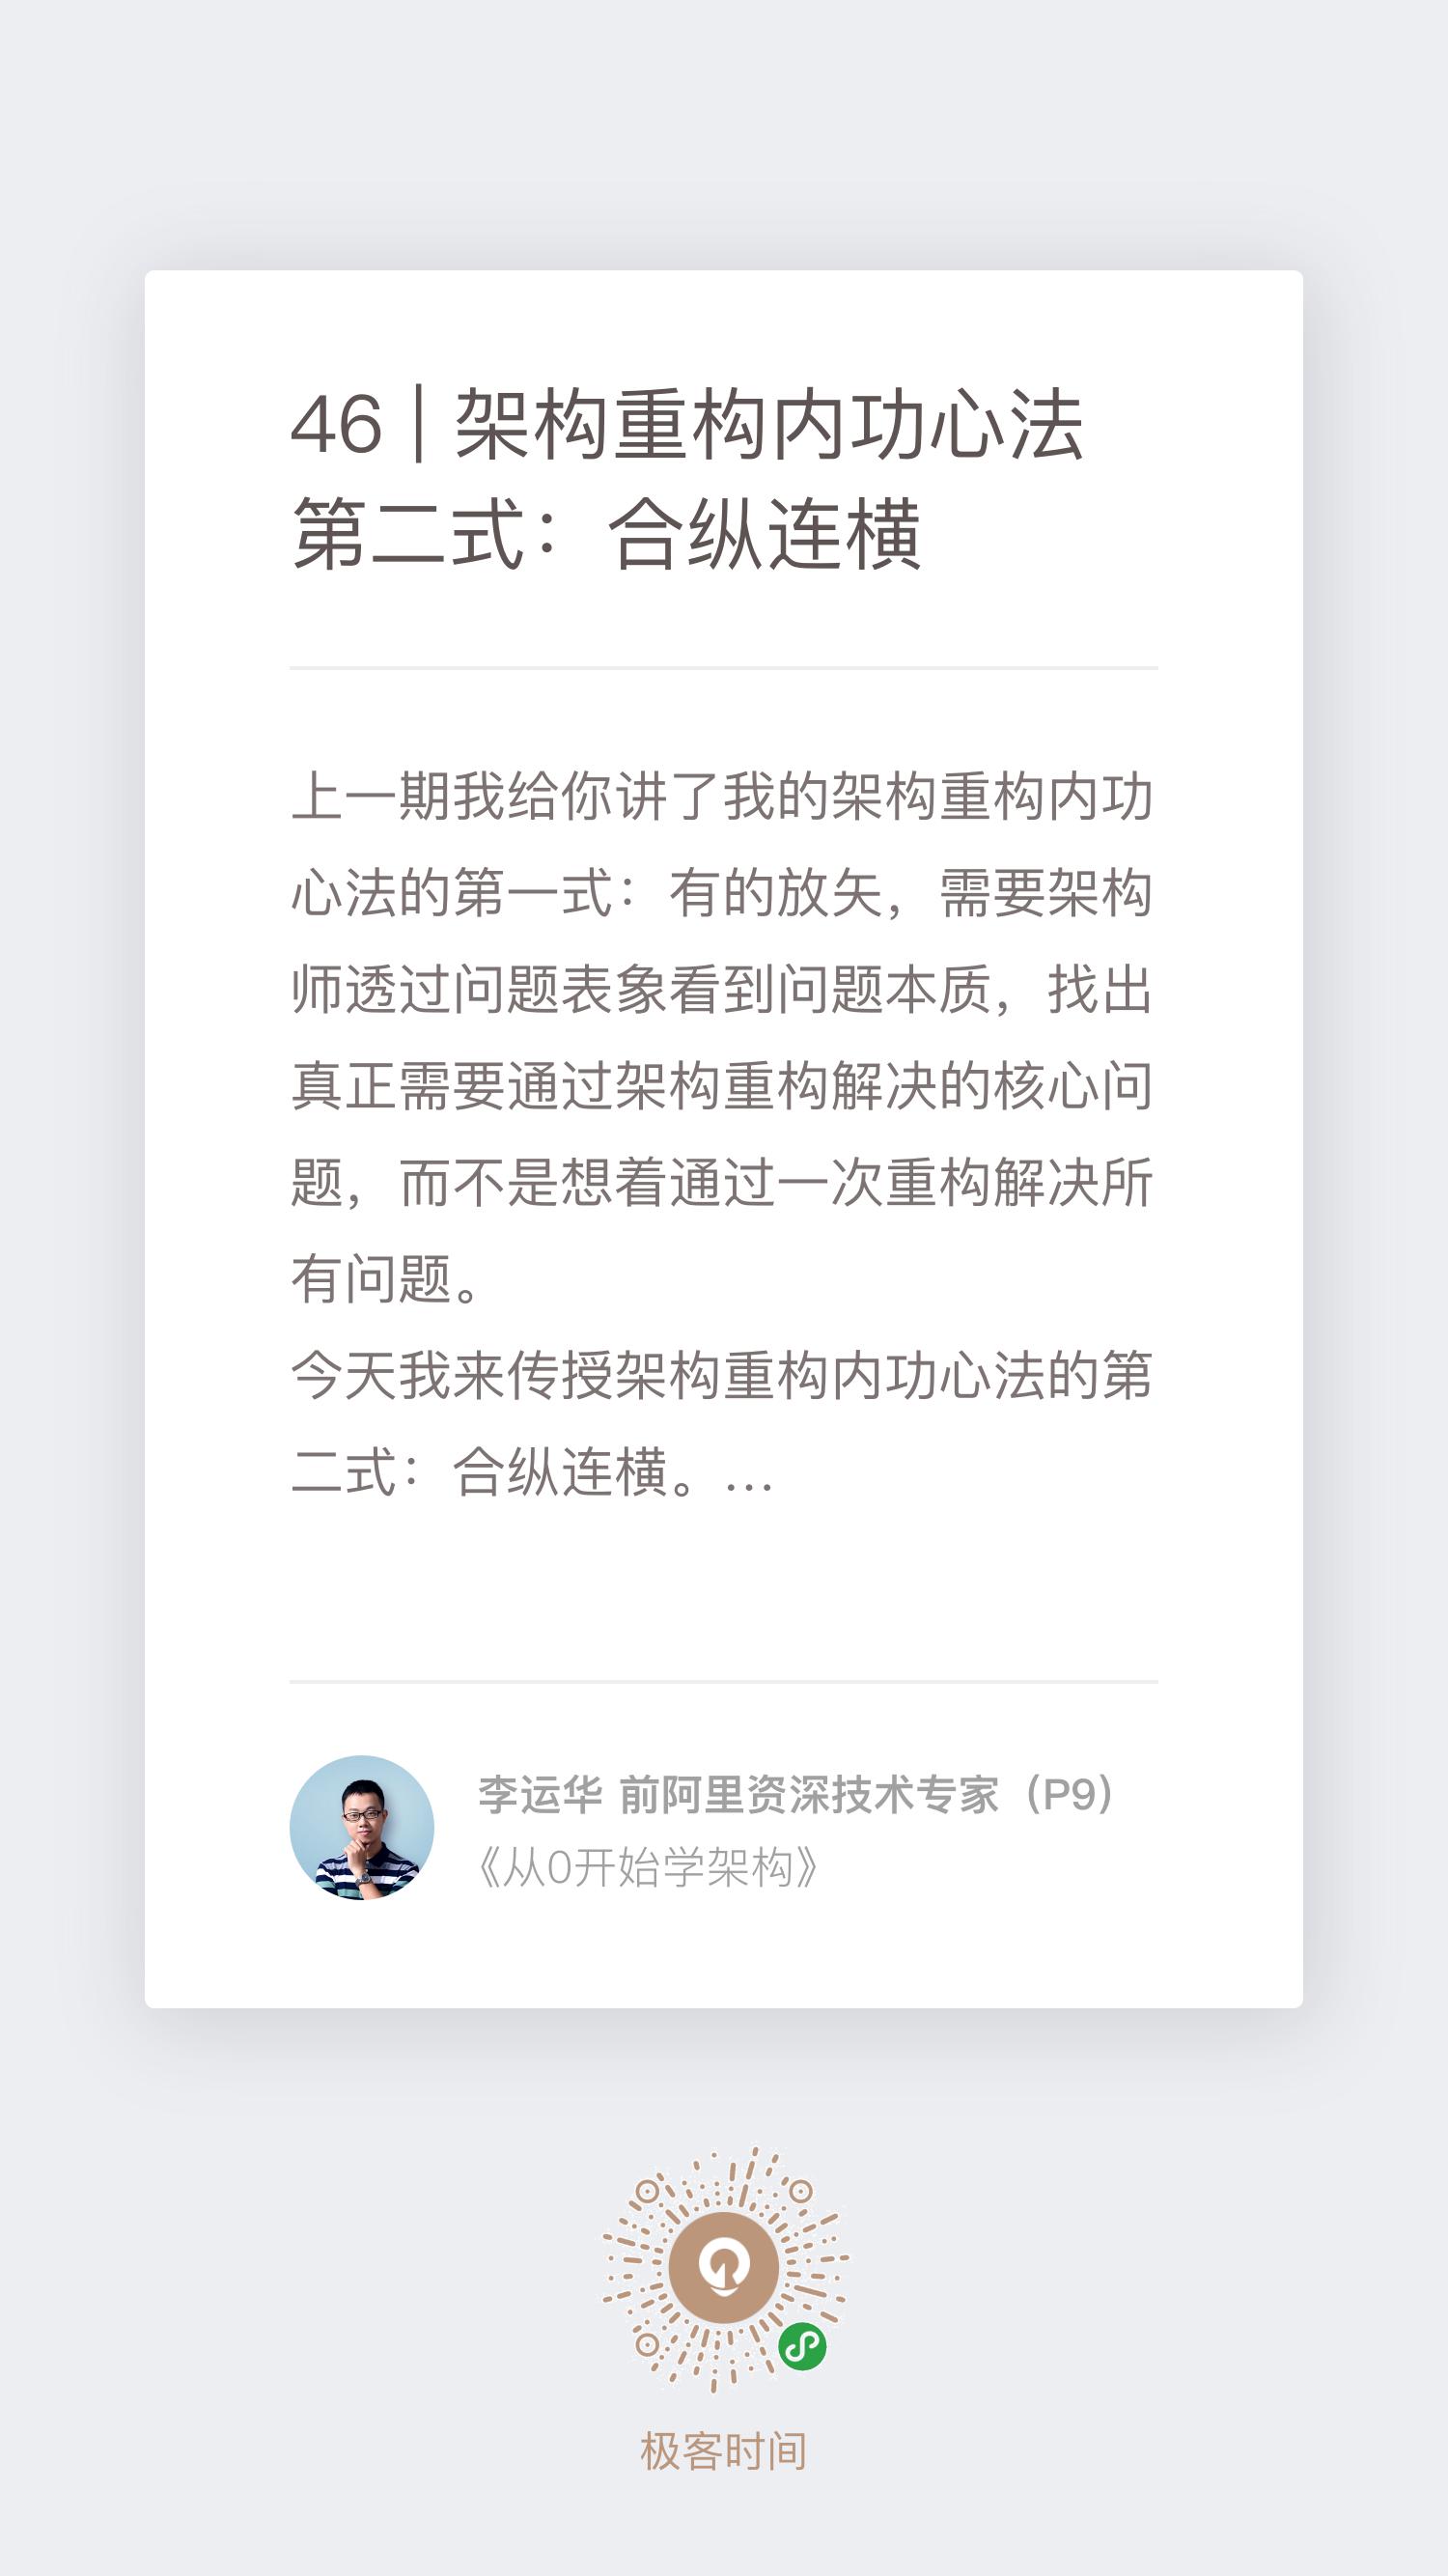 46 | 架构重构内功心法
第二式：合纵连横
上一期我给你讲了我的架构重构内功
心法的第一式：有的放矢，需要架构
师透过问题表象看到问题本质，找出
真正需要通过架构重构解决的核心问
题，而不是想着通过一次重构解决所
有问题。
今天我来传授架构重构内功心法的第
二式：合纵连横。...
李运华 前阿里资深技术专家（P9）
《从0开始学架构》
极客时间